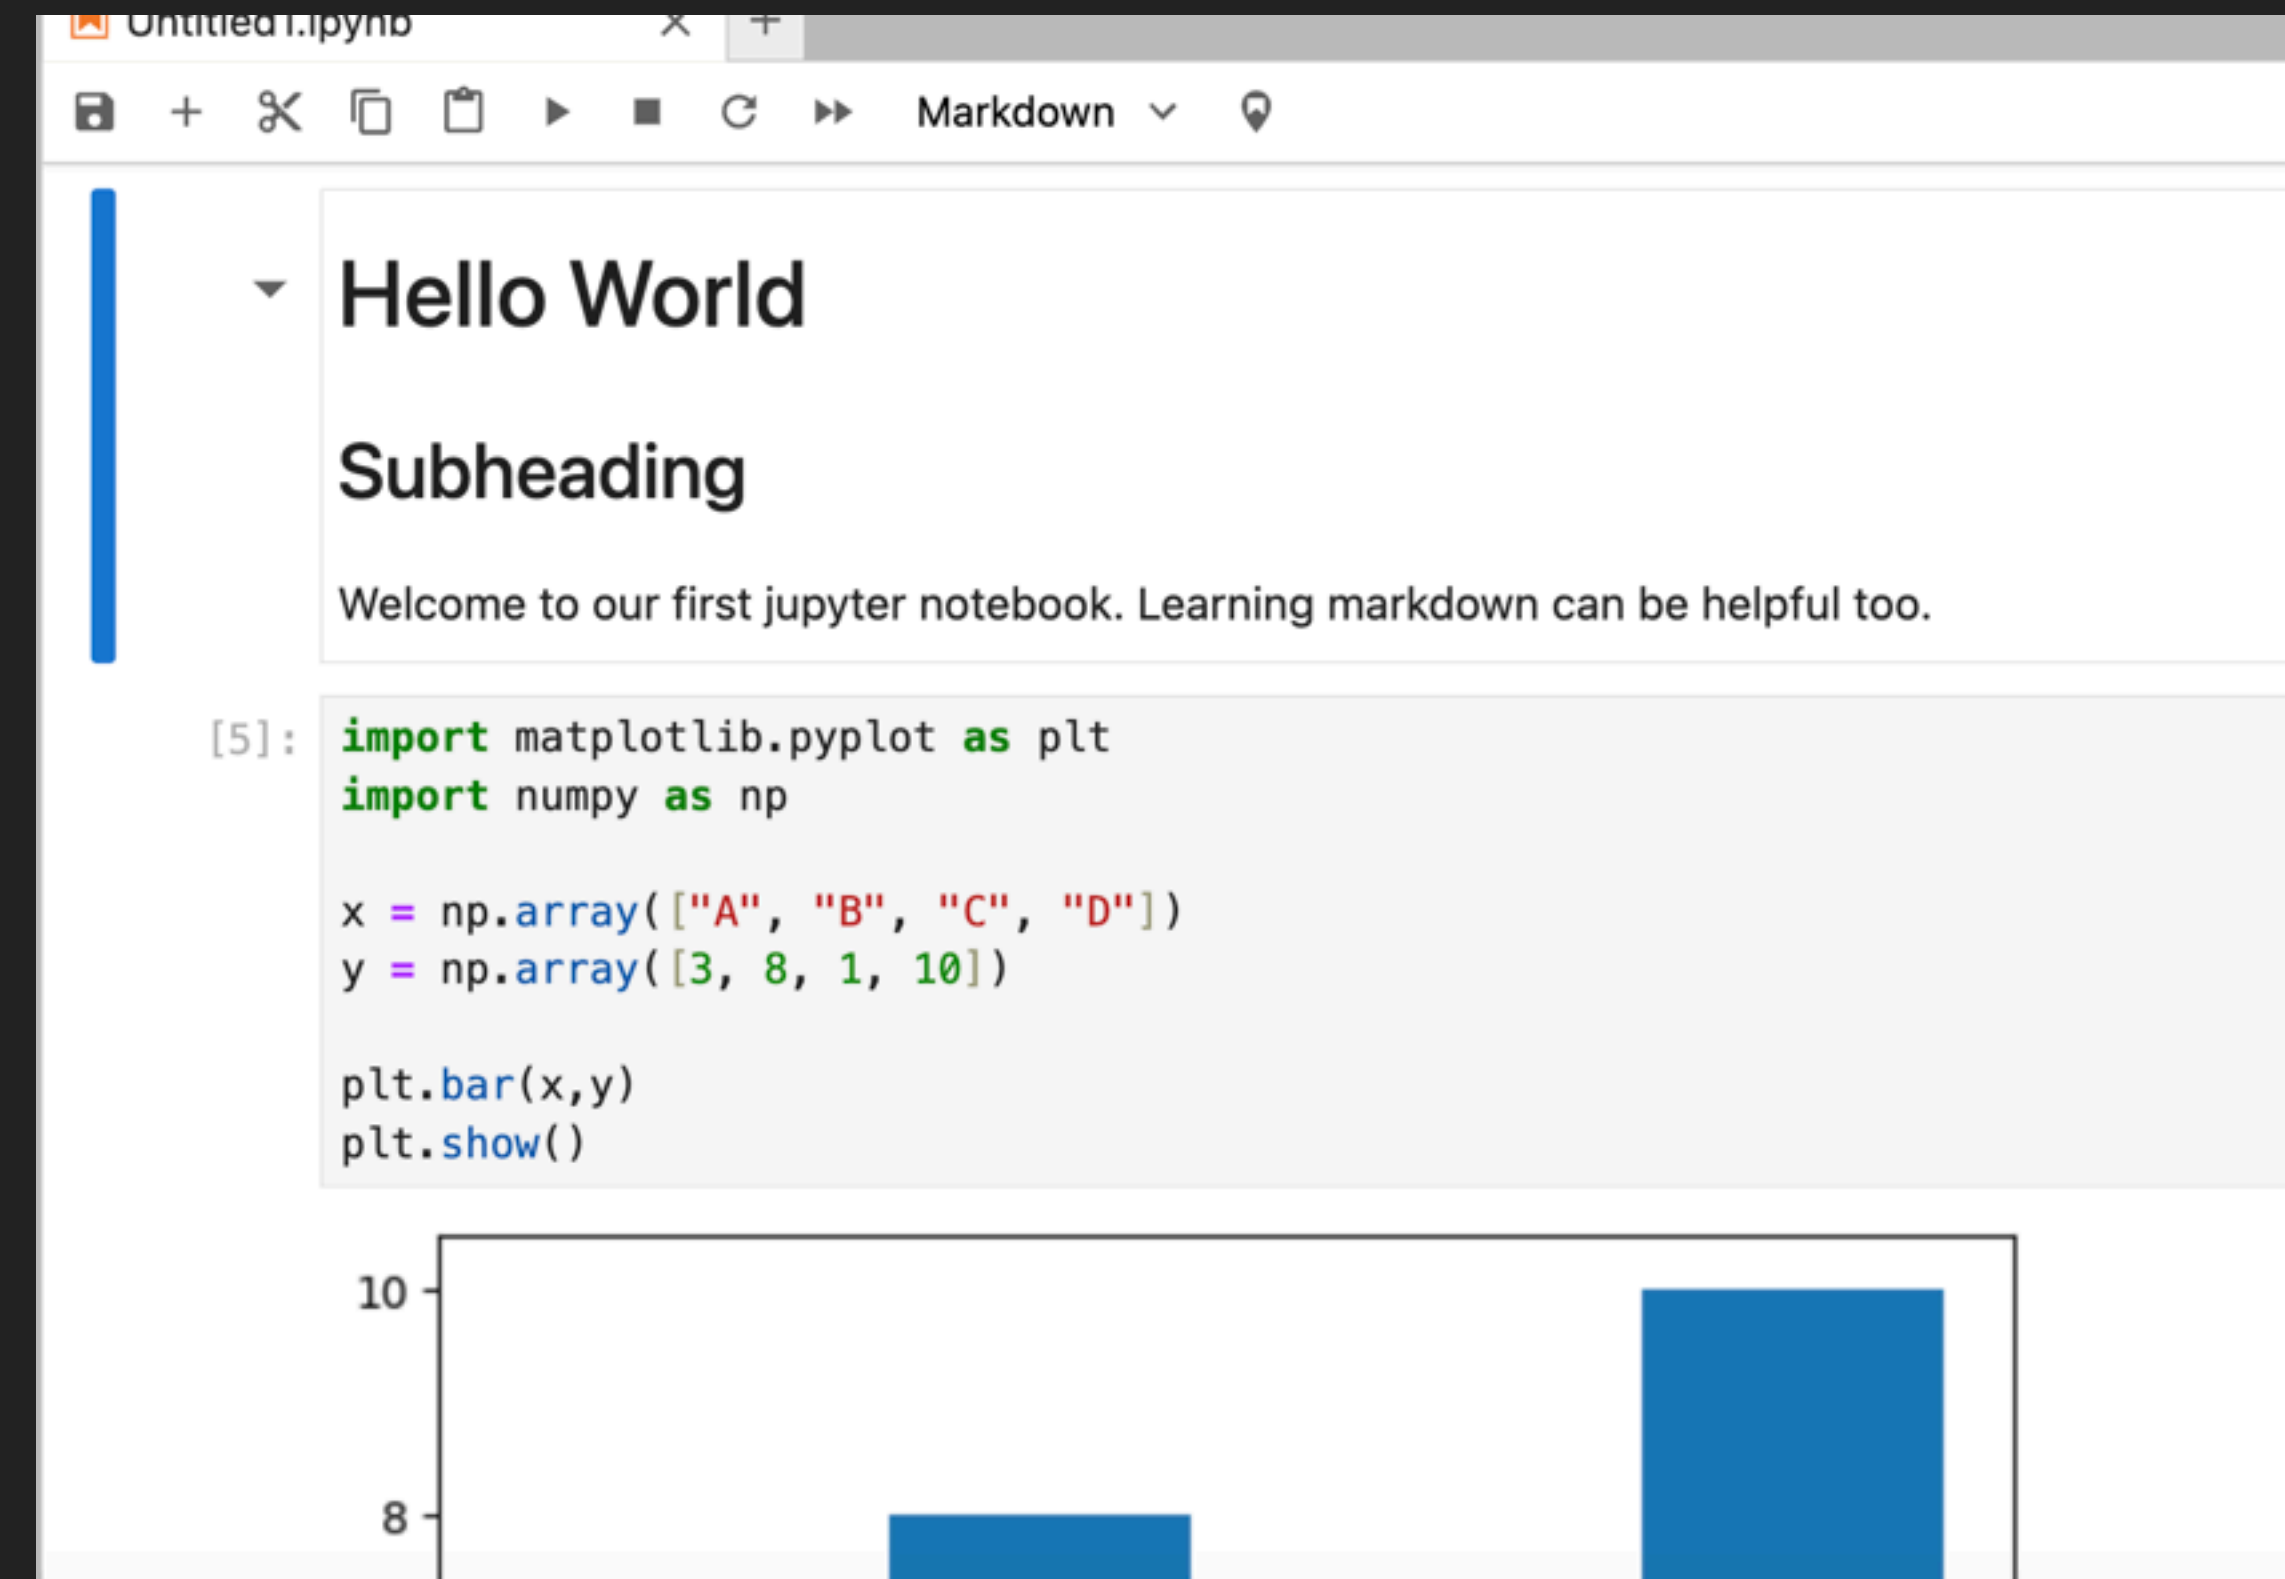 Untitled1.ipynb
Markdown
Hello World
Subheading
Welcome to our first jupyter notebook. Learning markdown can be helpful too.
[5]:
import matplotlib.pyplot as plt
import numpy as np
x = np.array(["A", "B", "C", "D"])
y = np.array([3, 8, 1, 10])
plt.bar(x,y)
plt.show()
10
8